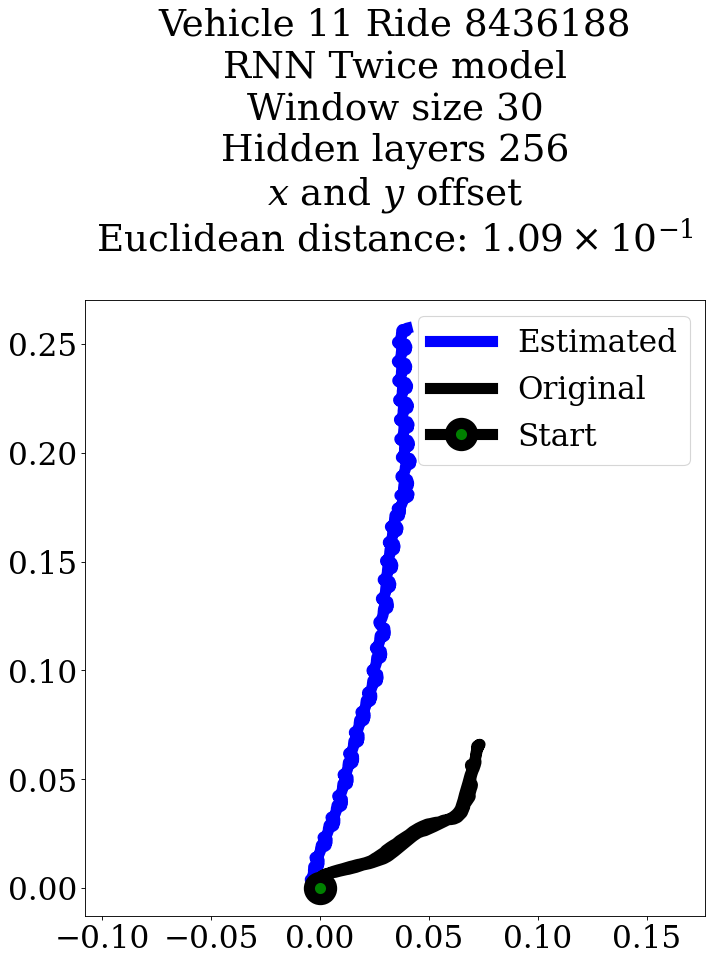 Vehicle 11 Ride 8436188
RNN Twice model
Window size 30
Hidden layers 256
x and y offset
Euclidean distance: 1.09 × 10⁻¹
Estimated
Original
Start
0.25
0.20
0.15
0.10
0.05
0.00
−0.10 −0.05 0.00 0.05 0.10 0.15